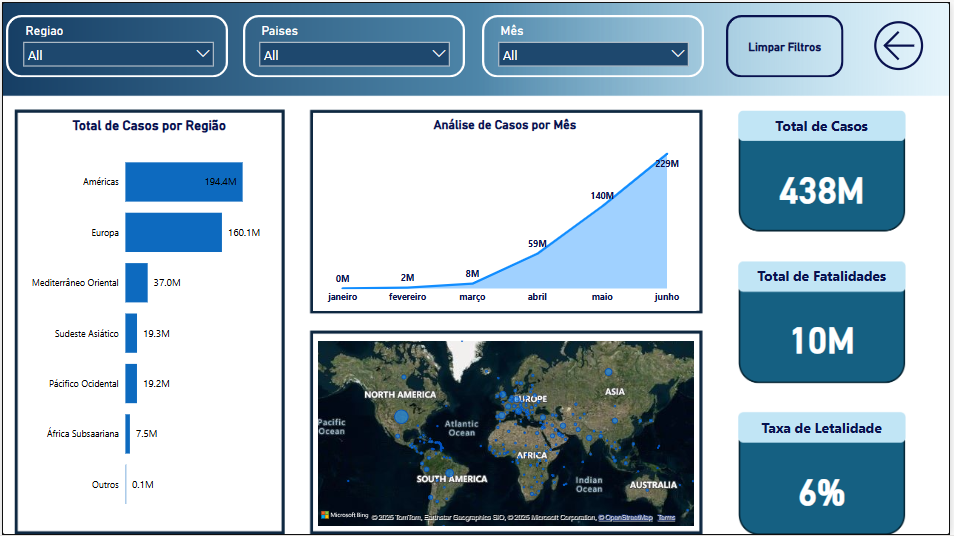 Regiao
All
Paises
All
Mês
All
Limpar Filtros
Total de Casos por Região
Américas
194.4M
Europa
160.1M
Mediterrâneo Oriental
37.0M
Sudeste Asiático
19.3M
Pácifico Ocidental
19.2M
África Subsaariana
7.5M
Outros
0.1M
Análise de Casos por Mês
0M
2M
8M
59M
140M
229M
janeiro
fevereiro
março
abril
maio
junho
NORTH AMERICA
EUROPE
ASIA
Pacific
Ocean
Atlantic
Ocean
AFRICA
SOUTH AMERICA
Indian
Ocean
AUSTRALIA
Microsoft Bing
© 2025 TomTom, Earthstar Geographics SIO, © 2025 Microsoft Corporation, © OpenStreetMap Terms
Total de Casos
438M
Total de Fatalidades
10M
Taxa de Letalidade
6%